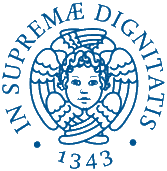 IN SUPREMÆ DIGNITATIS
· 1343 ·